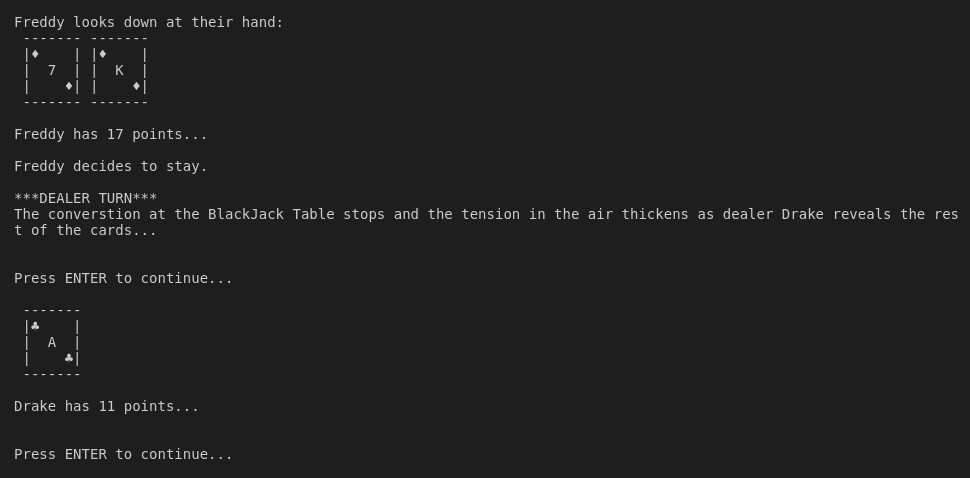 Freddy looks down at their hand:
 ------- -------
 |♦    | |♦    |
 |  7  | |  K  |
 |    ♦| |    ♦|
 ------- -------
Freddy has 17 points...
Freddy decides to stay.
***DEALER TURN***
The converstion at the BlackJack Table stops and the tension in the air thickens as dealer Drake reveals the res
t of the cards...
Press ENTER to continue...
 -------
 |♣    |
 |  A  |
 |    ♣|
 -------
Drake has 11 points...
Press ENTER to continue...